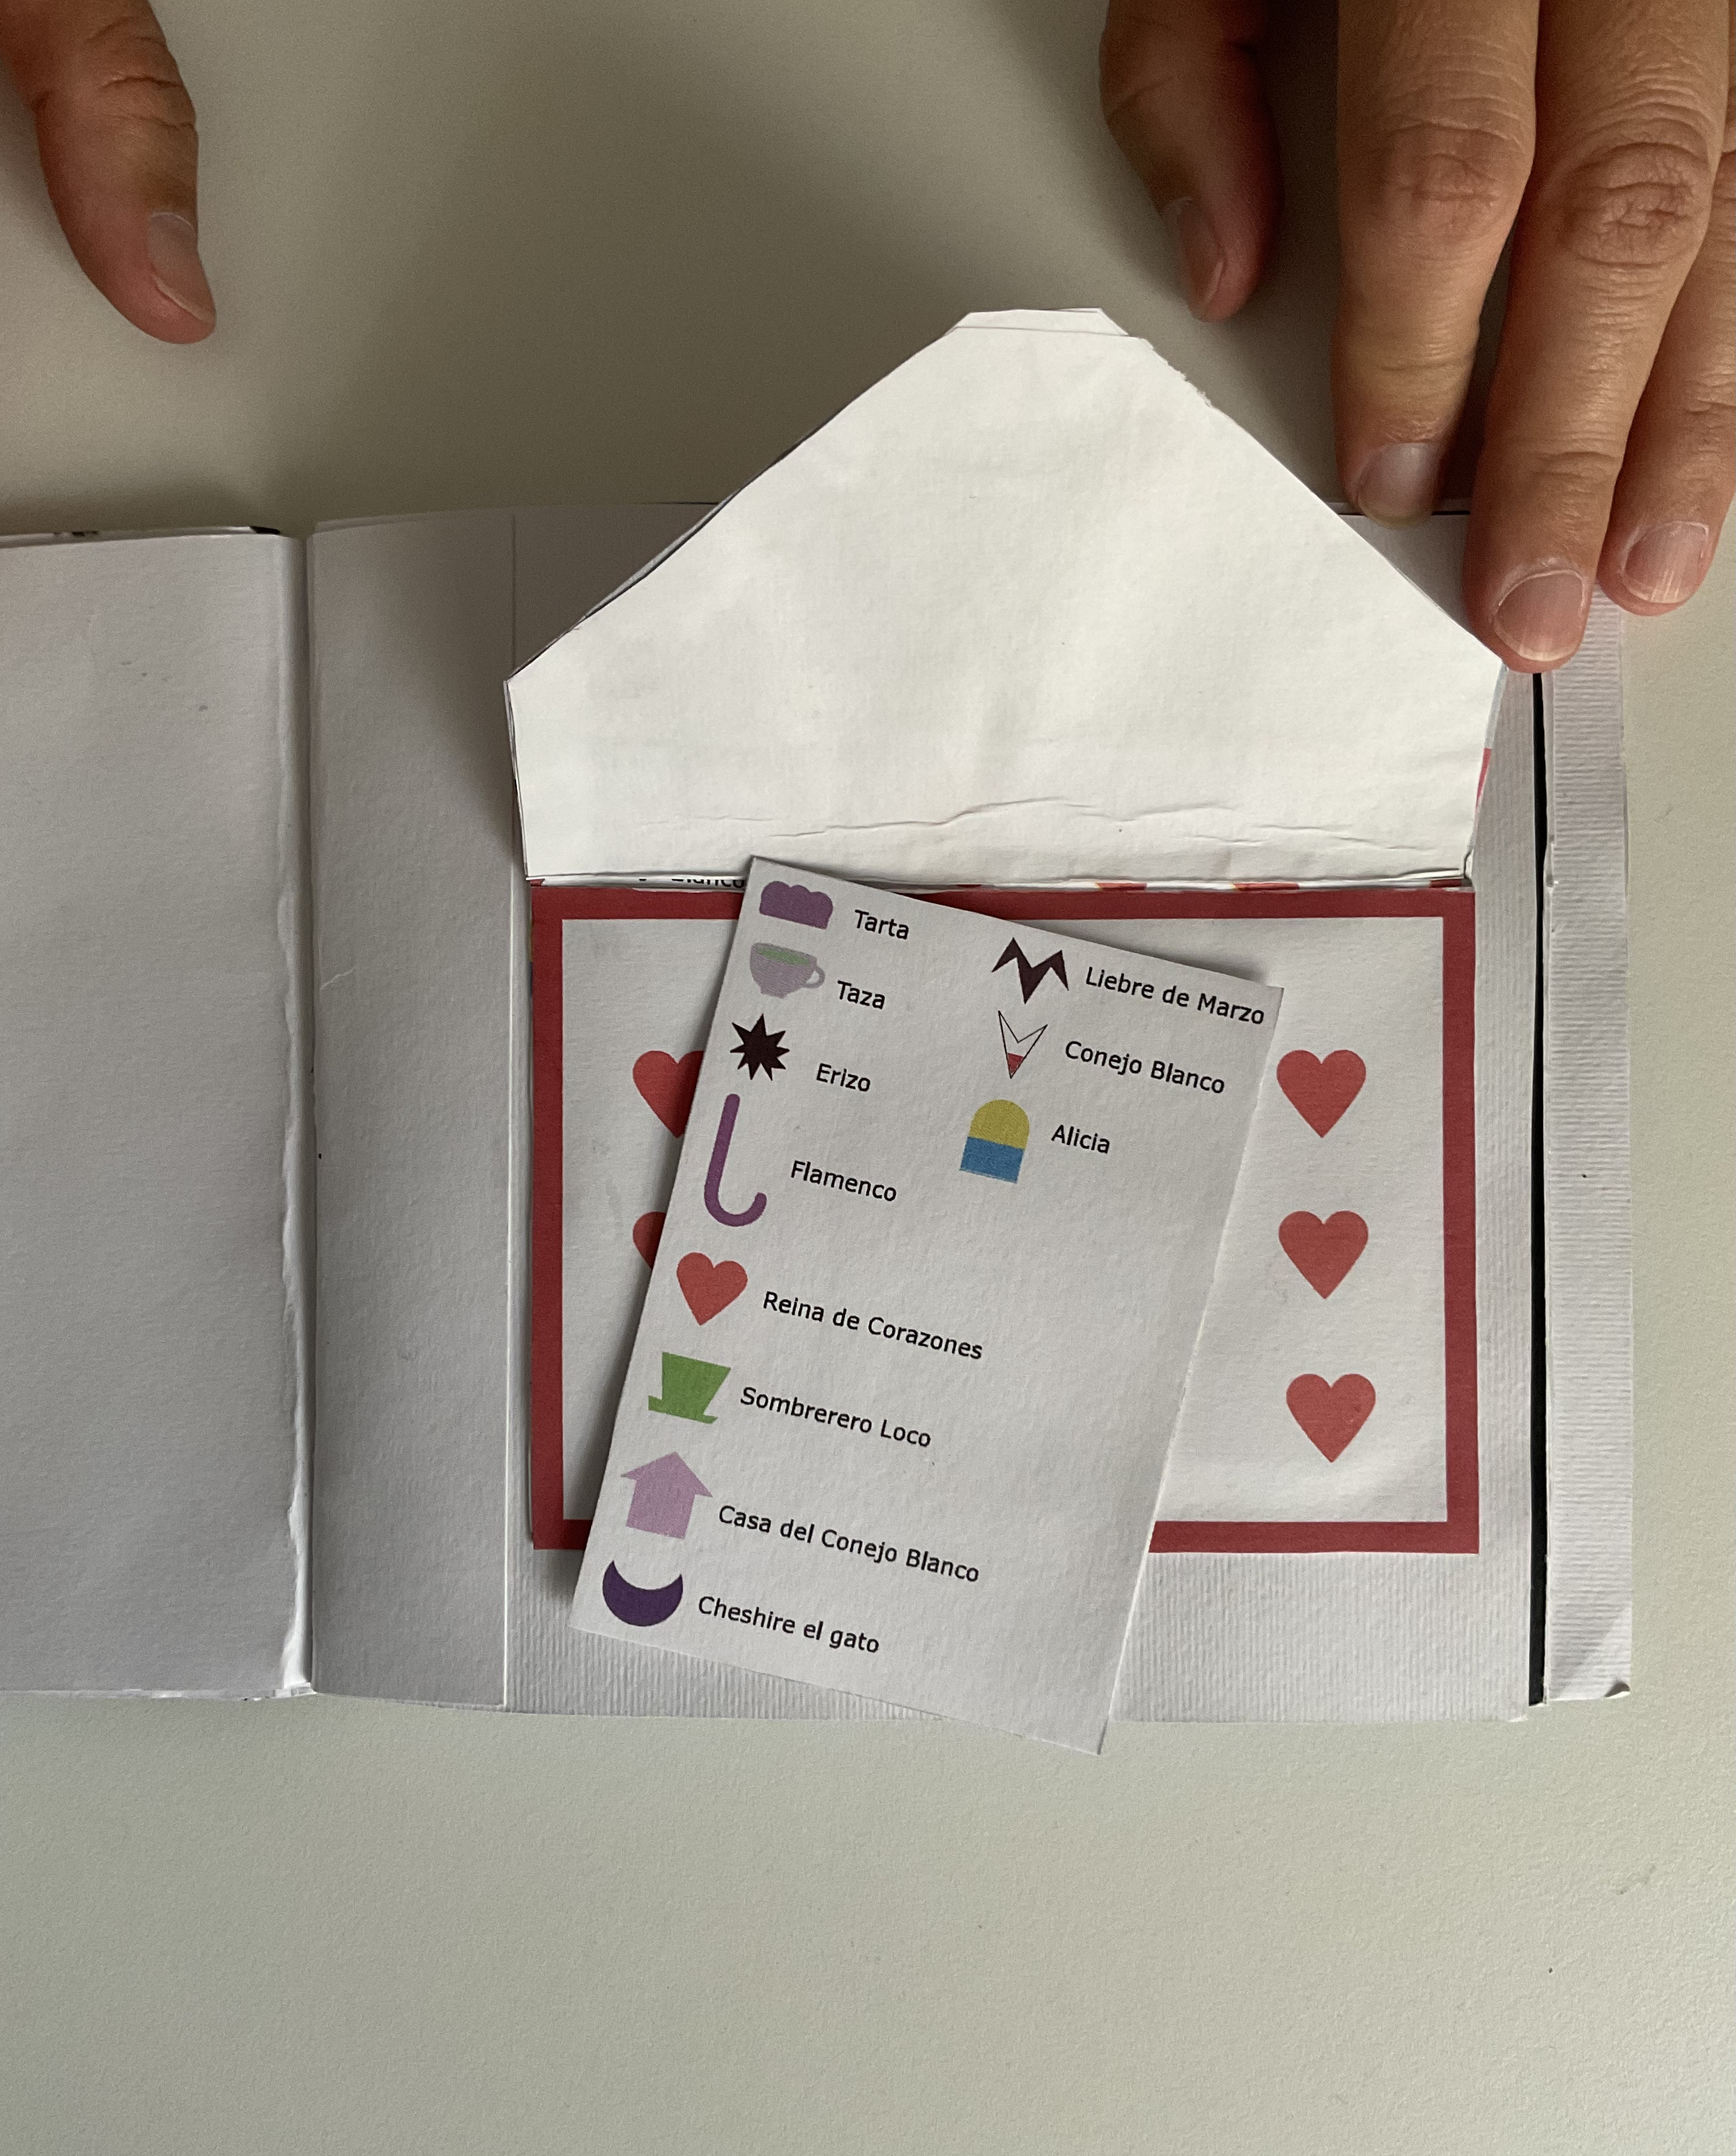 Blanco
Tarta
Taza
Erizo
Flamenco
Reina de Corazones
Sombrerero Loco
Casa del Conejo Blanco
Cheshire el gato
Liebre de Marzo
Conejo Blanco
Alicia